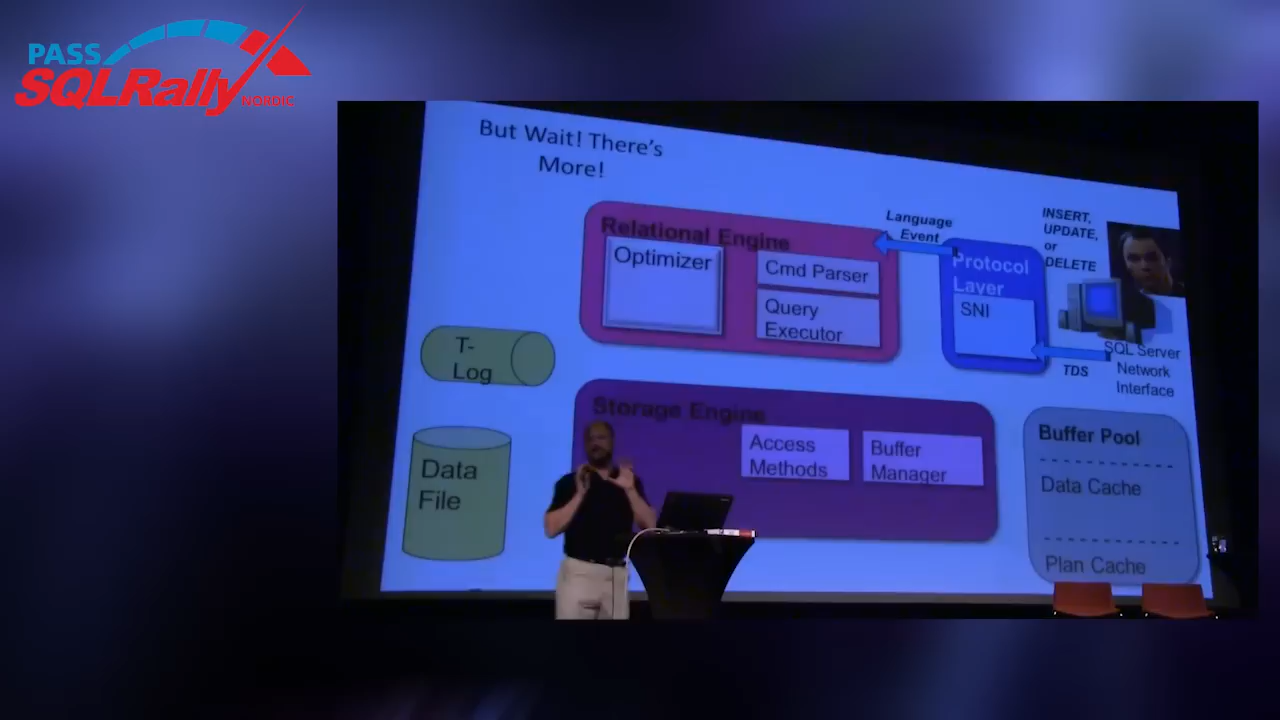 PASS
SQLRally
NORDIC
But Wait! There's
More!
Relational Engine
Optimizer
Cmd Parser
Query
Executor
Language
Event
Protocol
Layer
SNI
INSERT,
UPDATE,
or
DELETE
TDS
SQL Server
Network
Interface
T-
Log
Data
File
Storage Engine
Access
Methods
Buffer
Manager
Buffer Pool
Data Cache
Plan Cache